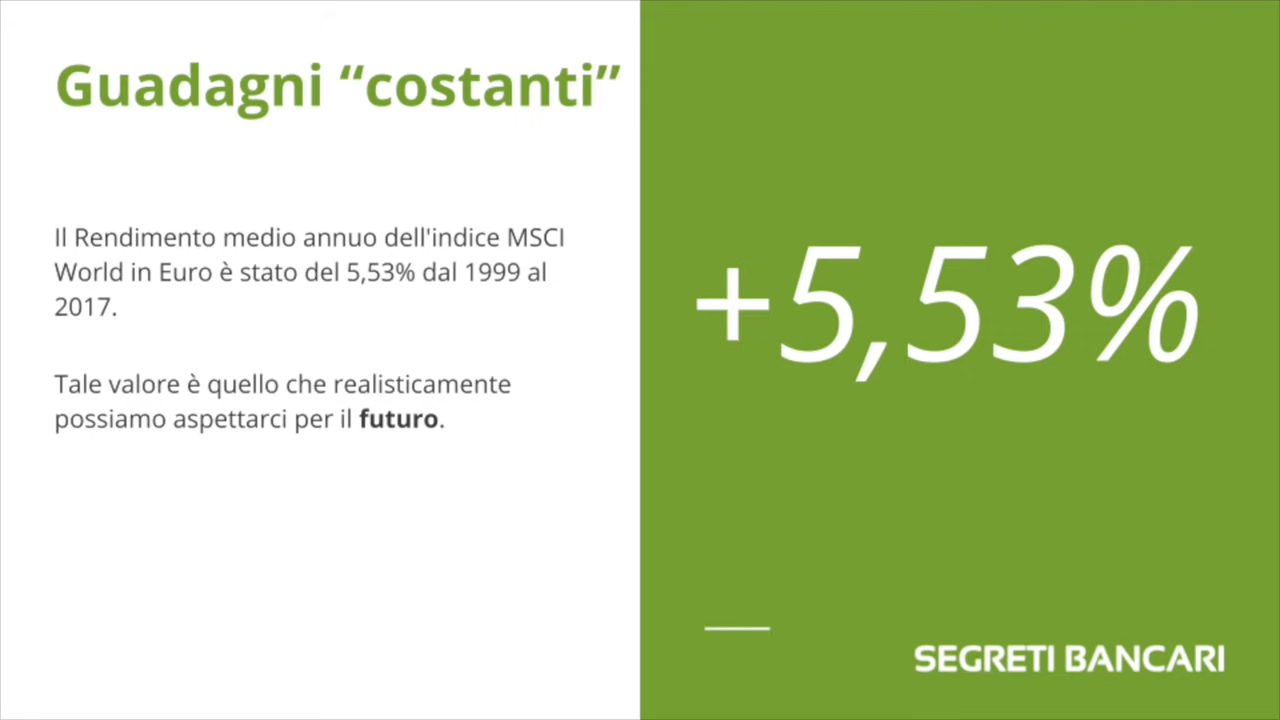 Guadagni “costanti”
Il Rendimento medio annuo dell'indice MSCI
World in Euro è stato del 5,53% dal 1999 al
2017.
Tale valore è quello che realisticamente
possiamo aspettarci per il futuro.
+5,53%
SEGRETI BANCARI